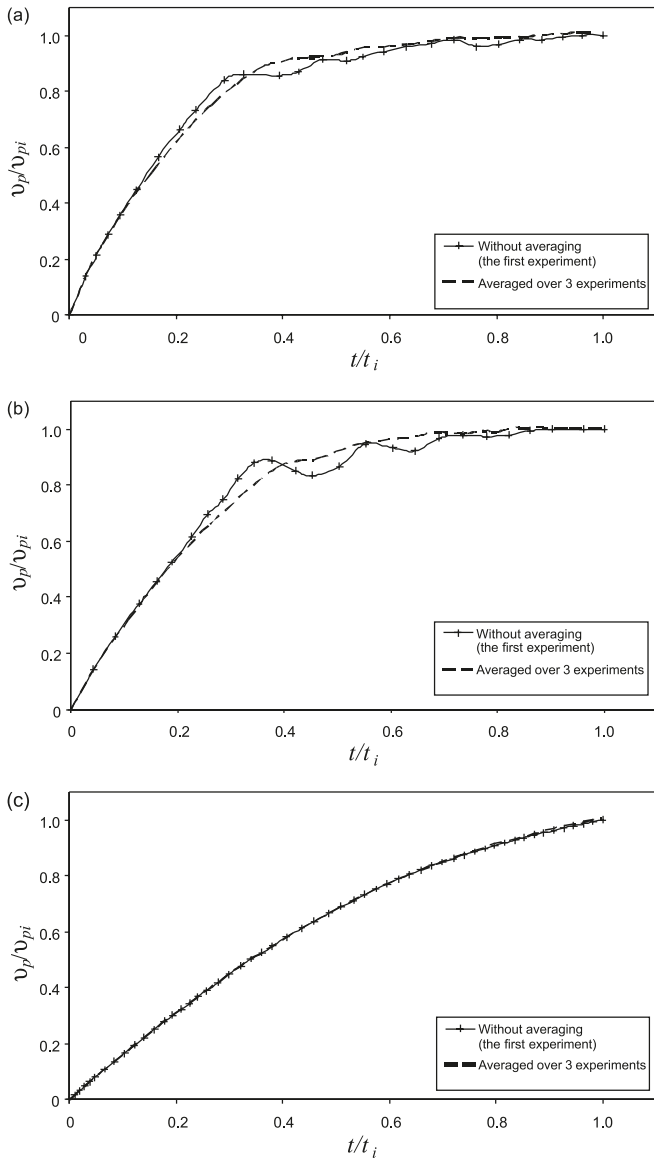 (a)
1.0
0.8
0.6
0.4
0.2
0
υp/υpi
Without averaging
(the first experiment)
Averaged over 3 experiments
0 0.2 0.4 0.6 0.8 1.0
t/t i
(b)
1.0
0.8
0.6
0.4
0.2
0
υp/υpi
Without averaging
(the first experiment)
Averaged over 3 experiments
0 0.2 0.4 0.6 0.8 1.0
t/t i
(c)
1.0
0.8
0.6
0.4
0.2
0
υp/υpi
Without averaging
(the first experiment)
Averaged over 3 experiments
0 0.2 0.4 0.6 0.8 1.0
t/t i